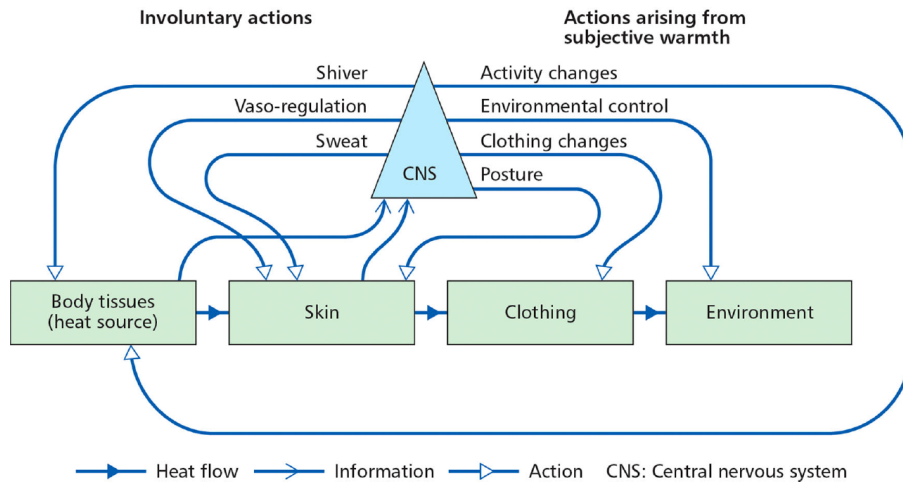 Involuntary actions
Actions arising from
subjective warmth
Shiver
Activity changes
Vaso-regulation
Environmental control
Sweat
Clothing changes
CNS
Posture
Body tissues
(heat source)
Skin
Clothing
Environment
Heat flow
Information
Action
CNS: Central nervous system